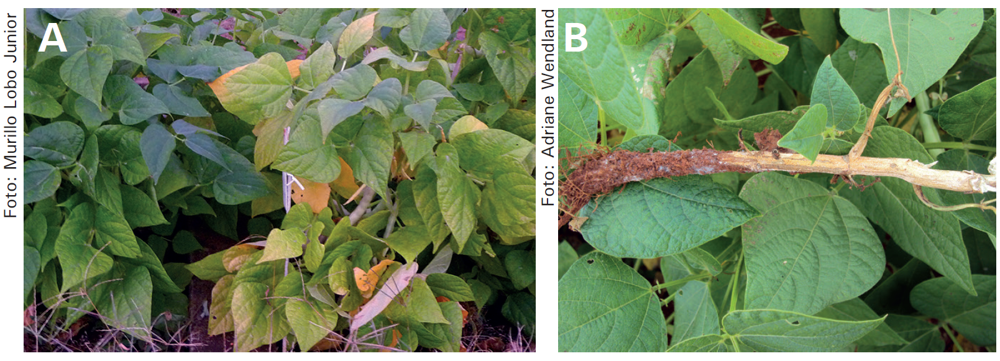 Foto: Murillo Lobo Junior
A
Foto: Adriane Wendland
B